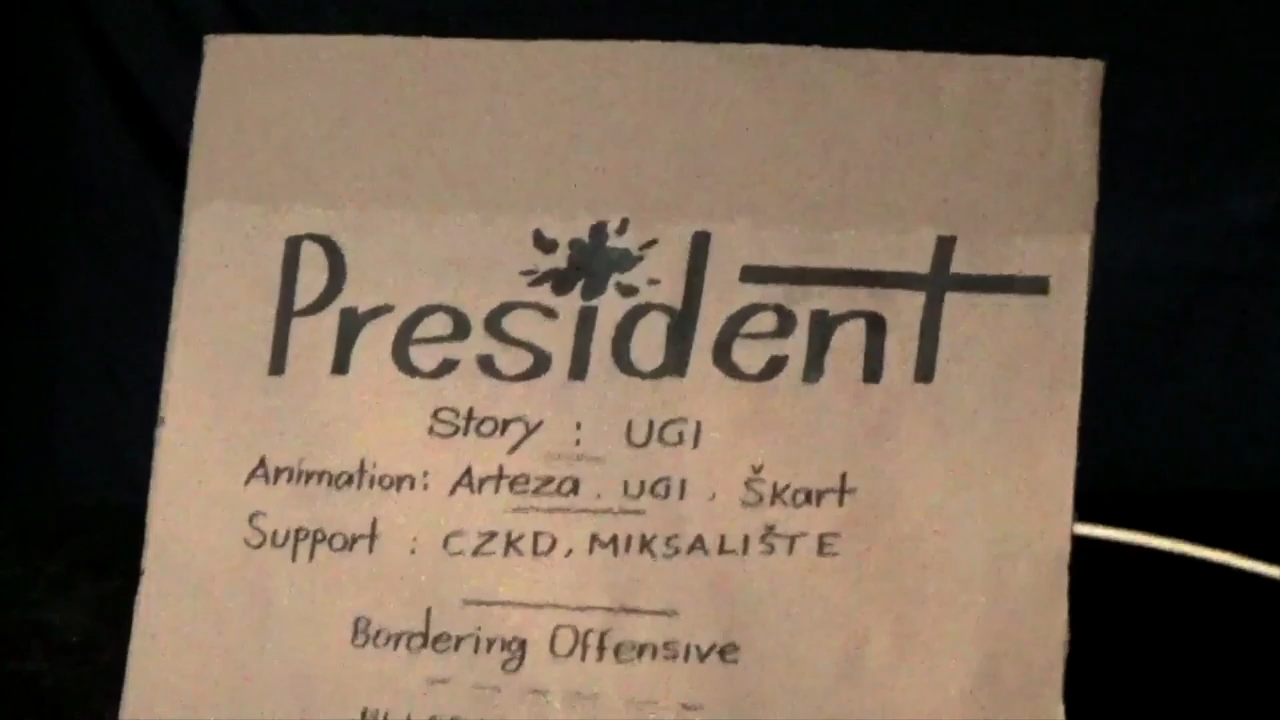 President
Story : UGI
Animation: Arteza, UGI, Škart
Support : CZKD, MIKSALIŠTE
Bordering Offensive